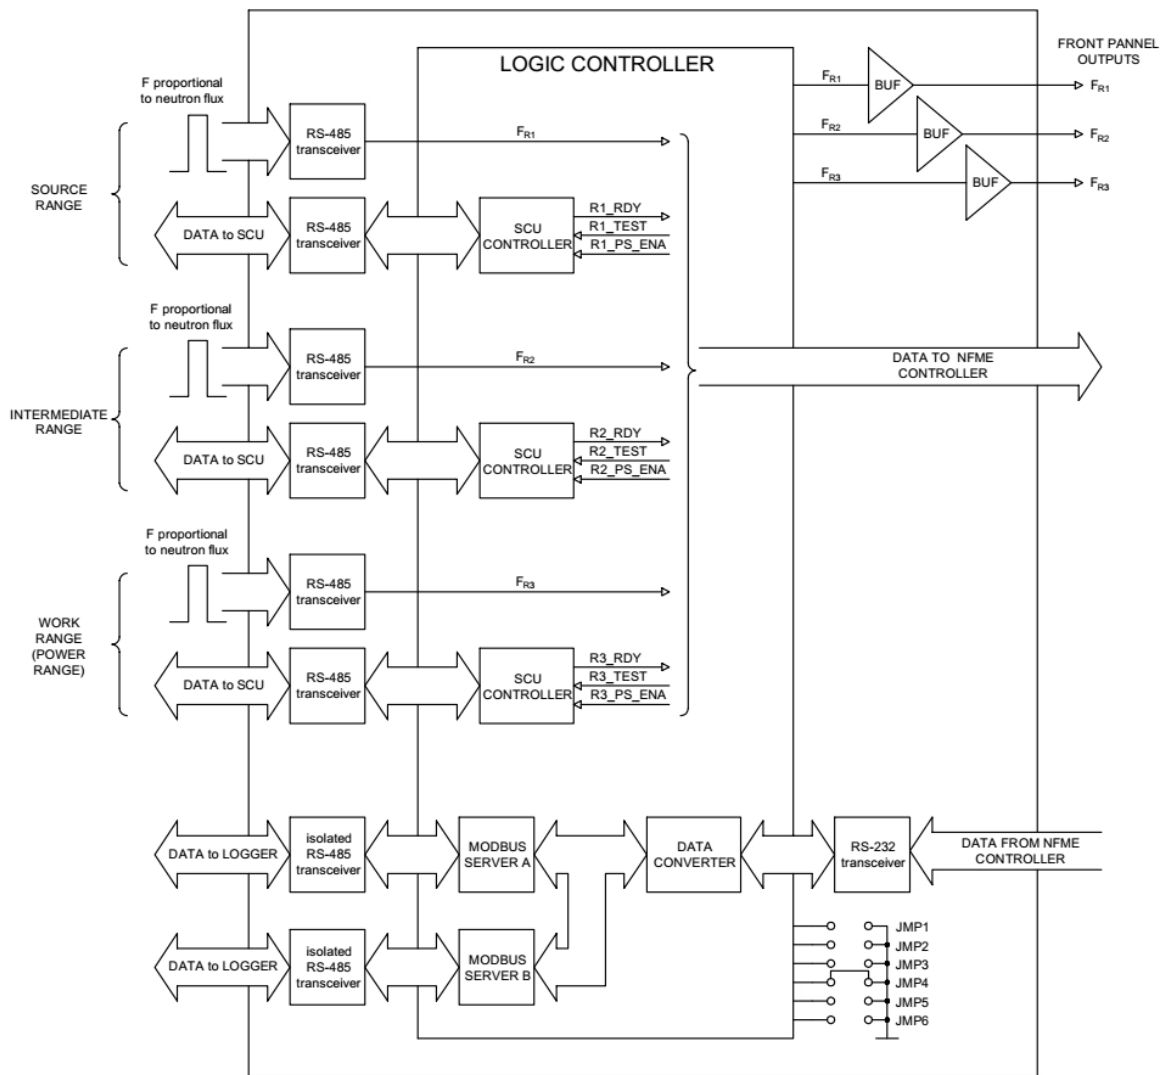 LOGIC CONTROLLER
FRONT PANNEL
OUTPUTS
F proportional
to neutron flux
RS-485
transceiver
FR1
SOURCE
RANGE
DATA to SCU
RS-485
transceiver
SCU
CONTROLLER
R1_RDY
R1_TEST
R1_PS_ENA
FR1
BUF
FR1
FR2
BUF
FR2
FR3
BUF
FR3
F proportional
to neutron flux
RS-485
transceiver
FR2
DATA TO NFME
CONTROLLER
INTERMEDIATE
RANGE
DATA to SCU
RS-485
transceiver
SCU
CONTROLLER
R2_RDY
R2_TEST
R2_PS_ENA
F proportional
to neutron flux
RS-485
transceiver
FR3
WORK
RANGE
(POWER
RANGE)
DATA to SCU
RS-485
transceiver
SCU
CONTROLLER
R3_RDY
R3_TEST
R3_PS_ENA
DATA to LOGGER
isolated
RS-485
transceiver
MODBUS
SERVER A
DATA
CONVERTER
RS-232
transceiver
DATA FROM NFME
CONTROLLER
DATA to LOGGER
isolated
RS-485
transceiver
MODBUS
SERVER B
JMP1
JMP2
JMP3
JMP4
JMP5
JMP6